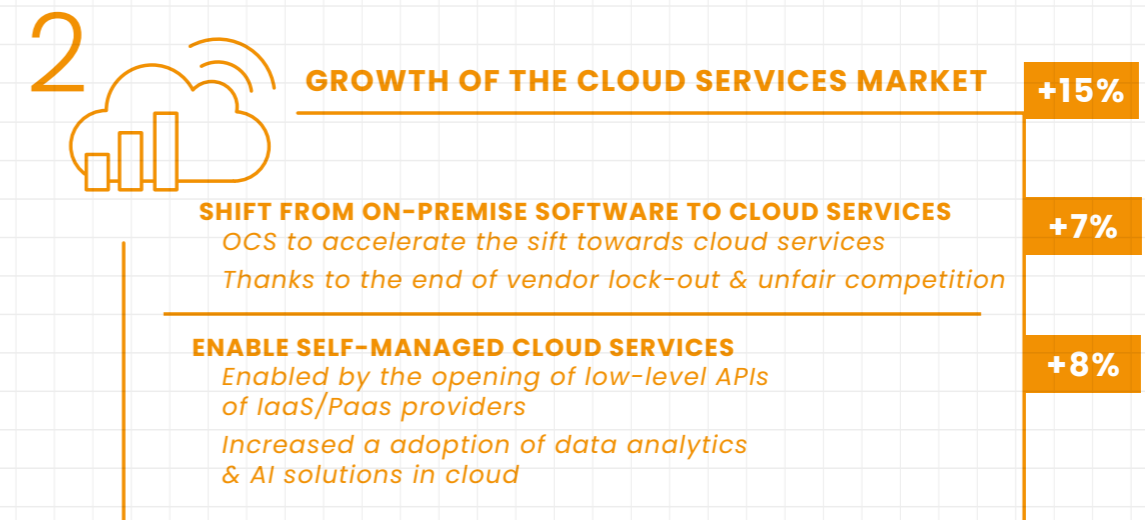 2
GROWTH OF THE CLOUD SERVICES MARKET
+15%
SHIFT FROM ON-PREMISE SOFTWARE TO CLOUD SERVICES
+7%
OCS to accelerate the sift towards cloud services
Thanks to the end of vendor lock-out & unfair competition
ENABLE SELF-MANAGED CLOUD SERVICES
+8%
Enabled by the opening of low-level APIs
of IaaS/Paas providers
Increased a adoption of data analytics
& AI solutions in cloud